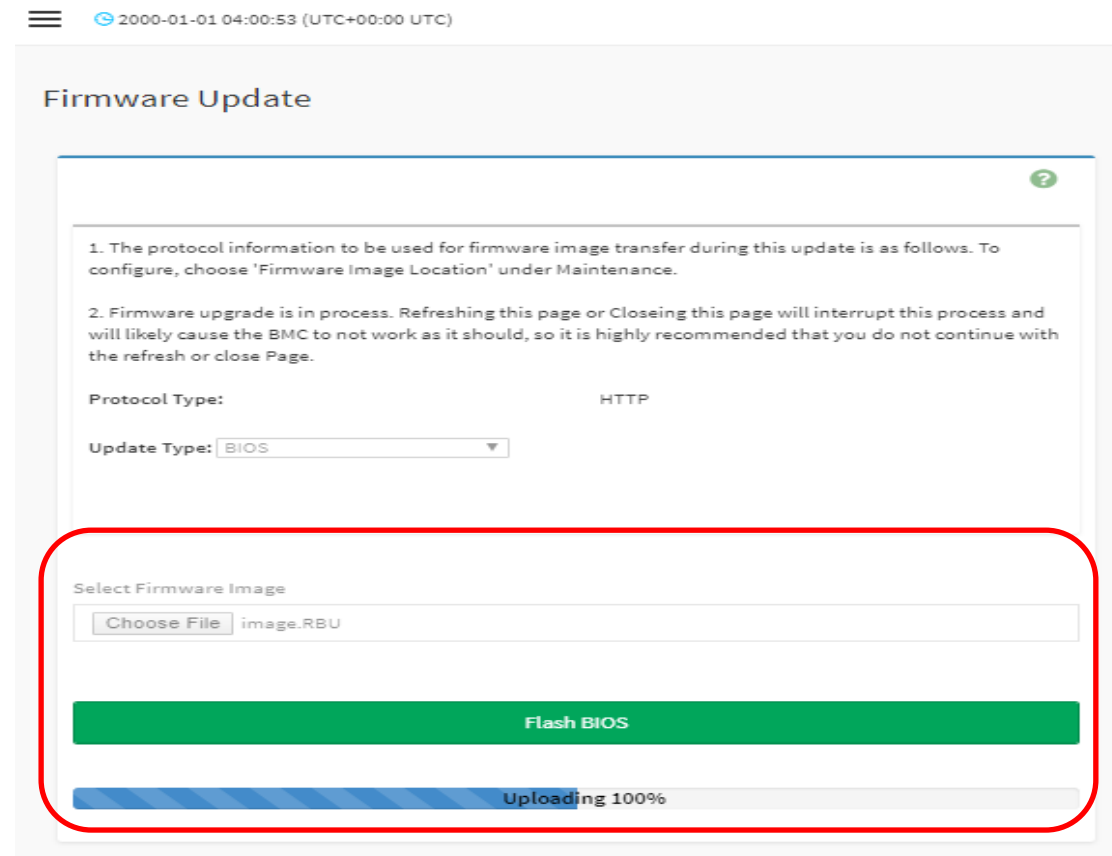 2000-01-01 04:00:53 (UTC+00:00 UTC)
Firmware Update
?
1. The protocol information to be used for firmware image transfer during this update is as follows. To
configure, choose 'Firmware Image Location' under Maintenance.
2. Firmware upgrade is in process. Refreshing this page or Closeing this page will interrupt this process and
will likely cause the BMC to not work as it should, so it is highly recommended that you do not continue with
the refresh or close Page.
Protocol Type: HTTP
Update Type: BIOS
Select Firmware Image
Choose File image.RBU
Flash BIOS
Uploading 100%